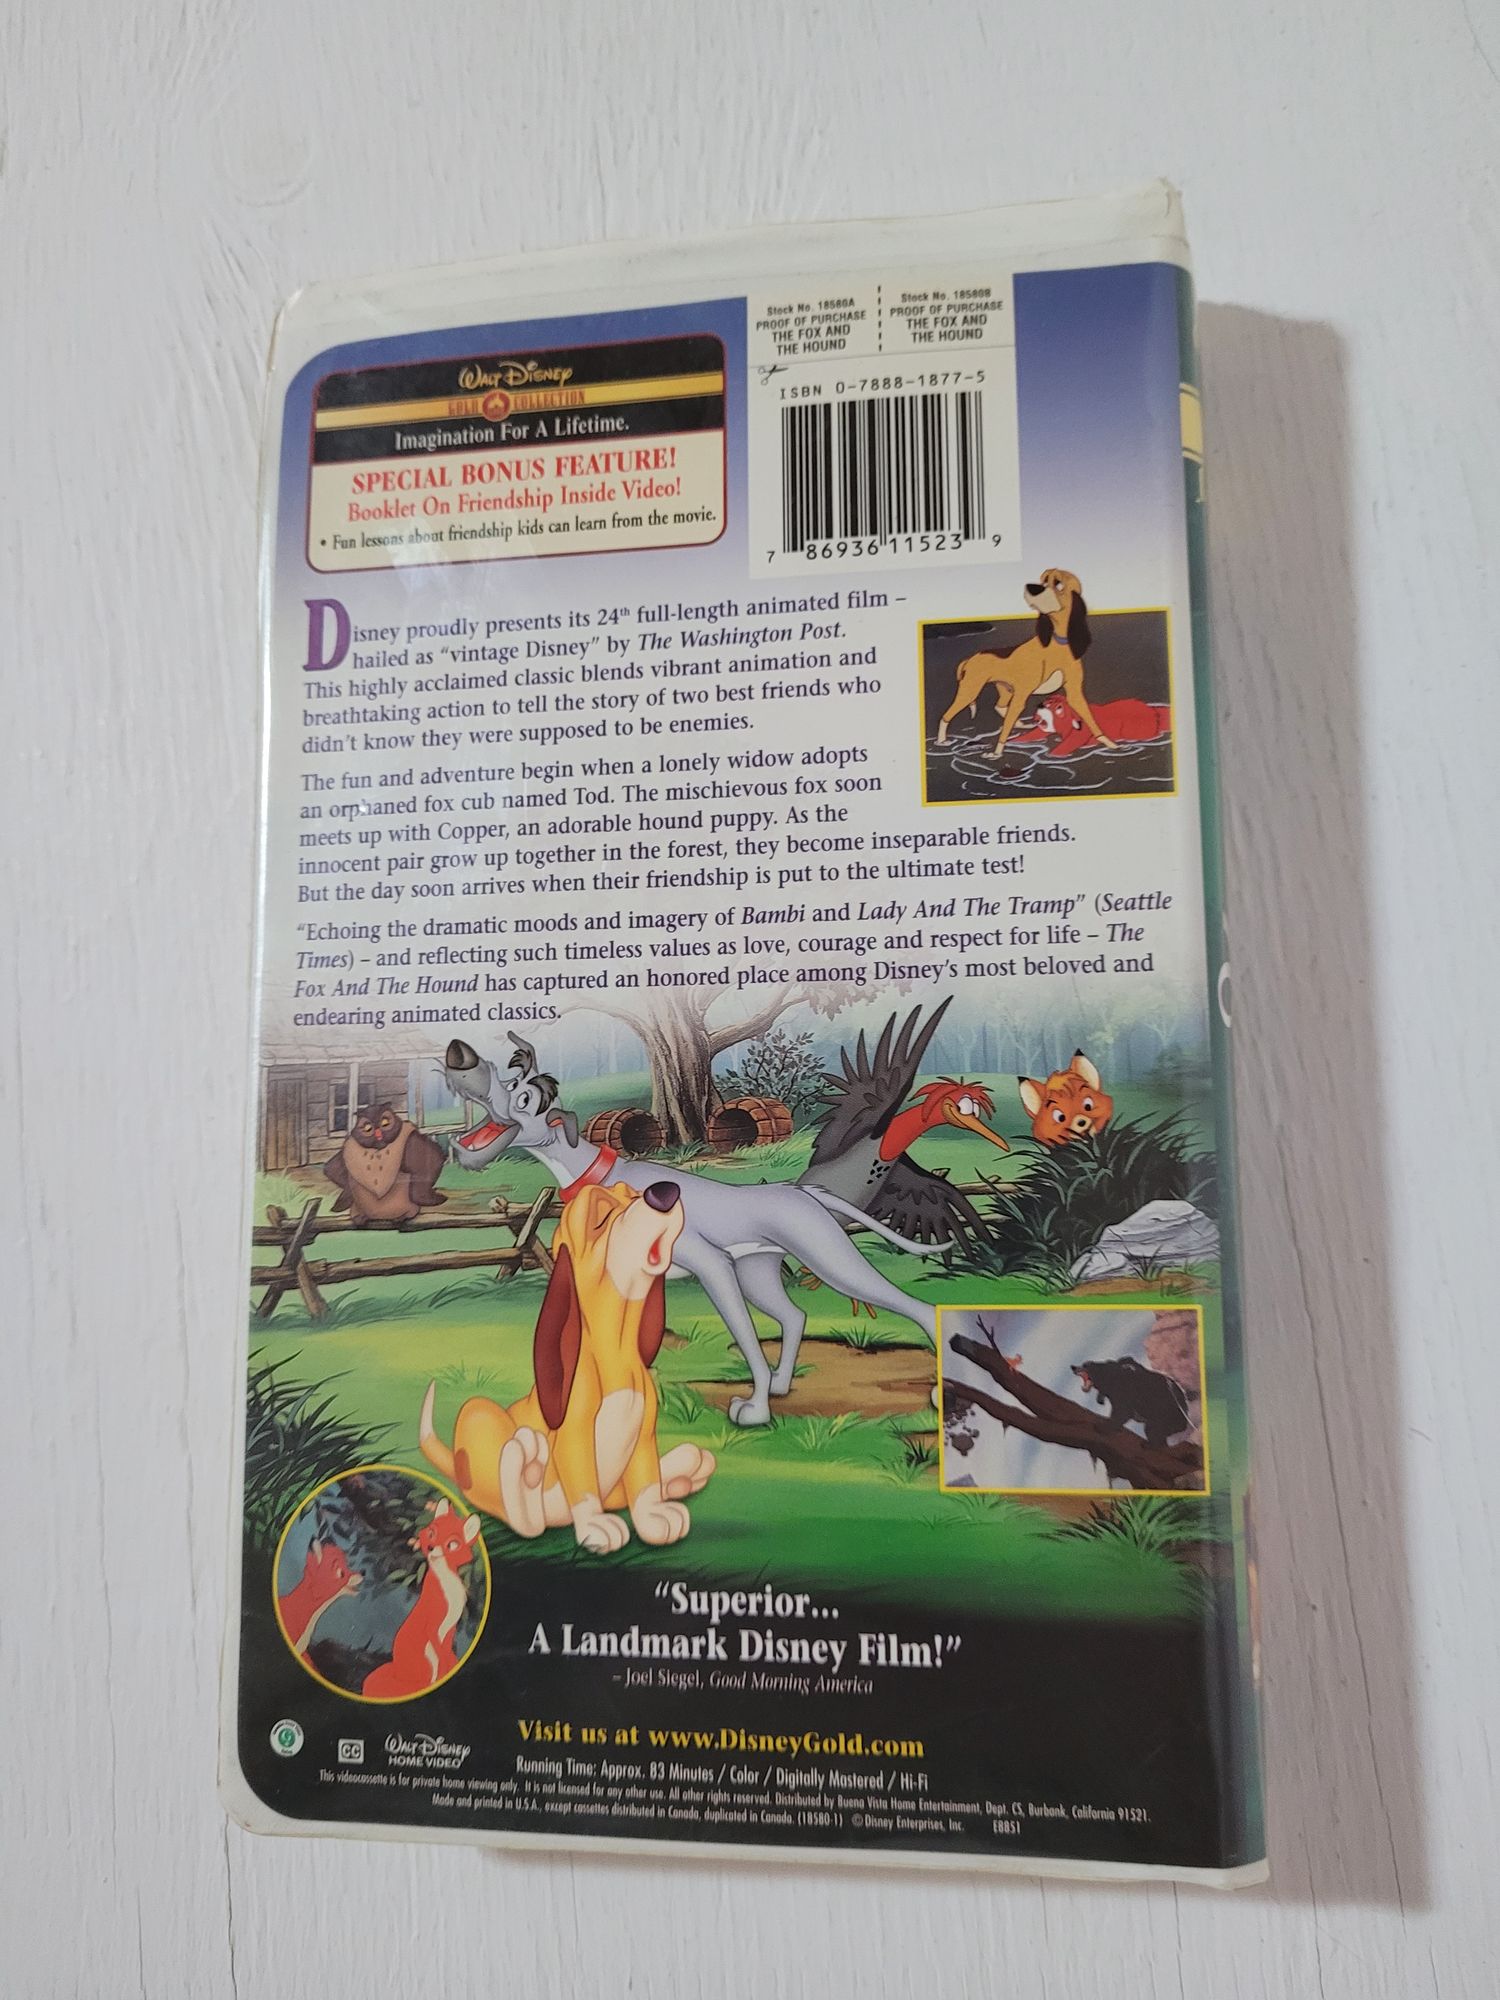 Stock No. 18580A
PROOF OF PURCHASE
THE FOX AND
THE HOUND
Stock No. 18580B
PROOF OF PURCHASE
THE FOX AND
THE HOUND
WALT DISNEY
GOLD COLLECTION
Imagination For A Lifetime.
SPECIAL BONUS FEATURE!
Booklet On Friendship Inside Video!
• Fun lessons about friendship kids can learn from the movie.
ISBN 0-7888-1877-5
7 86936 11523 9
Disney proudly presents its 24th full-length animated film –
hailed as “vintage Disney” by The Washington Post.
This highly acclaimed classic blends vibrant animation and
breathtaking action to tell the story of two best friends who
didn’t know they were supposed to be enemies.
The fun and adventure begin when a lonely widow adopts
an orphaned fox cub named Tod. The mischievous fox soon
meets up with Copper, an adorable hound puppy. As the
innocent pair grow up together in the forest, they become inseparable friends.
But the day soon arrives when their friendship is put to the ultimate test!
“Echoing the dramatic moods and imagery of Bambi and Lady And The Tramp” (Seattle
Times) – and reflecting such timeless values as love, courage and respect for life – The
Fox And The Hound has captured an honored place among Disney’s most beloved and
endearing animated classics.
“Superior...
A Landmark Disney Film!”
– Joel Siegel, Good Morning America
Visit us at www.DisneyGold.com
CC
WALT DISNEY
HOME VIDEO
Running Time: Approx. 83 Minutes / Color / Digitally Mastered / Hi-Fi
This videocassette is for private home viewing only. It is not licensed for any other use. All other rights reserved. Distributed by Buena Vista Home Entertainment, Dept. CS, Burbank, California 91521.
Made and printed in U.S.A., except cassettes distributed in Canada, duplicated in Canada. (18580-1) © Disney Enterprises, Inc. E8851